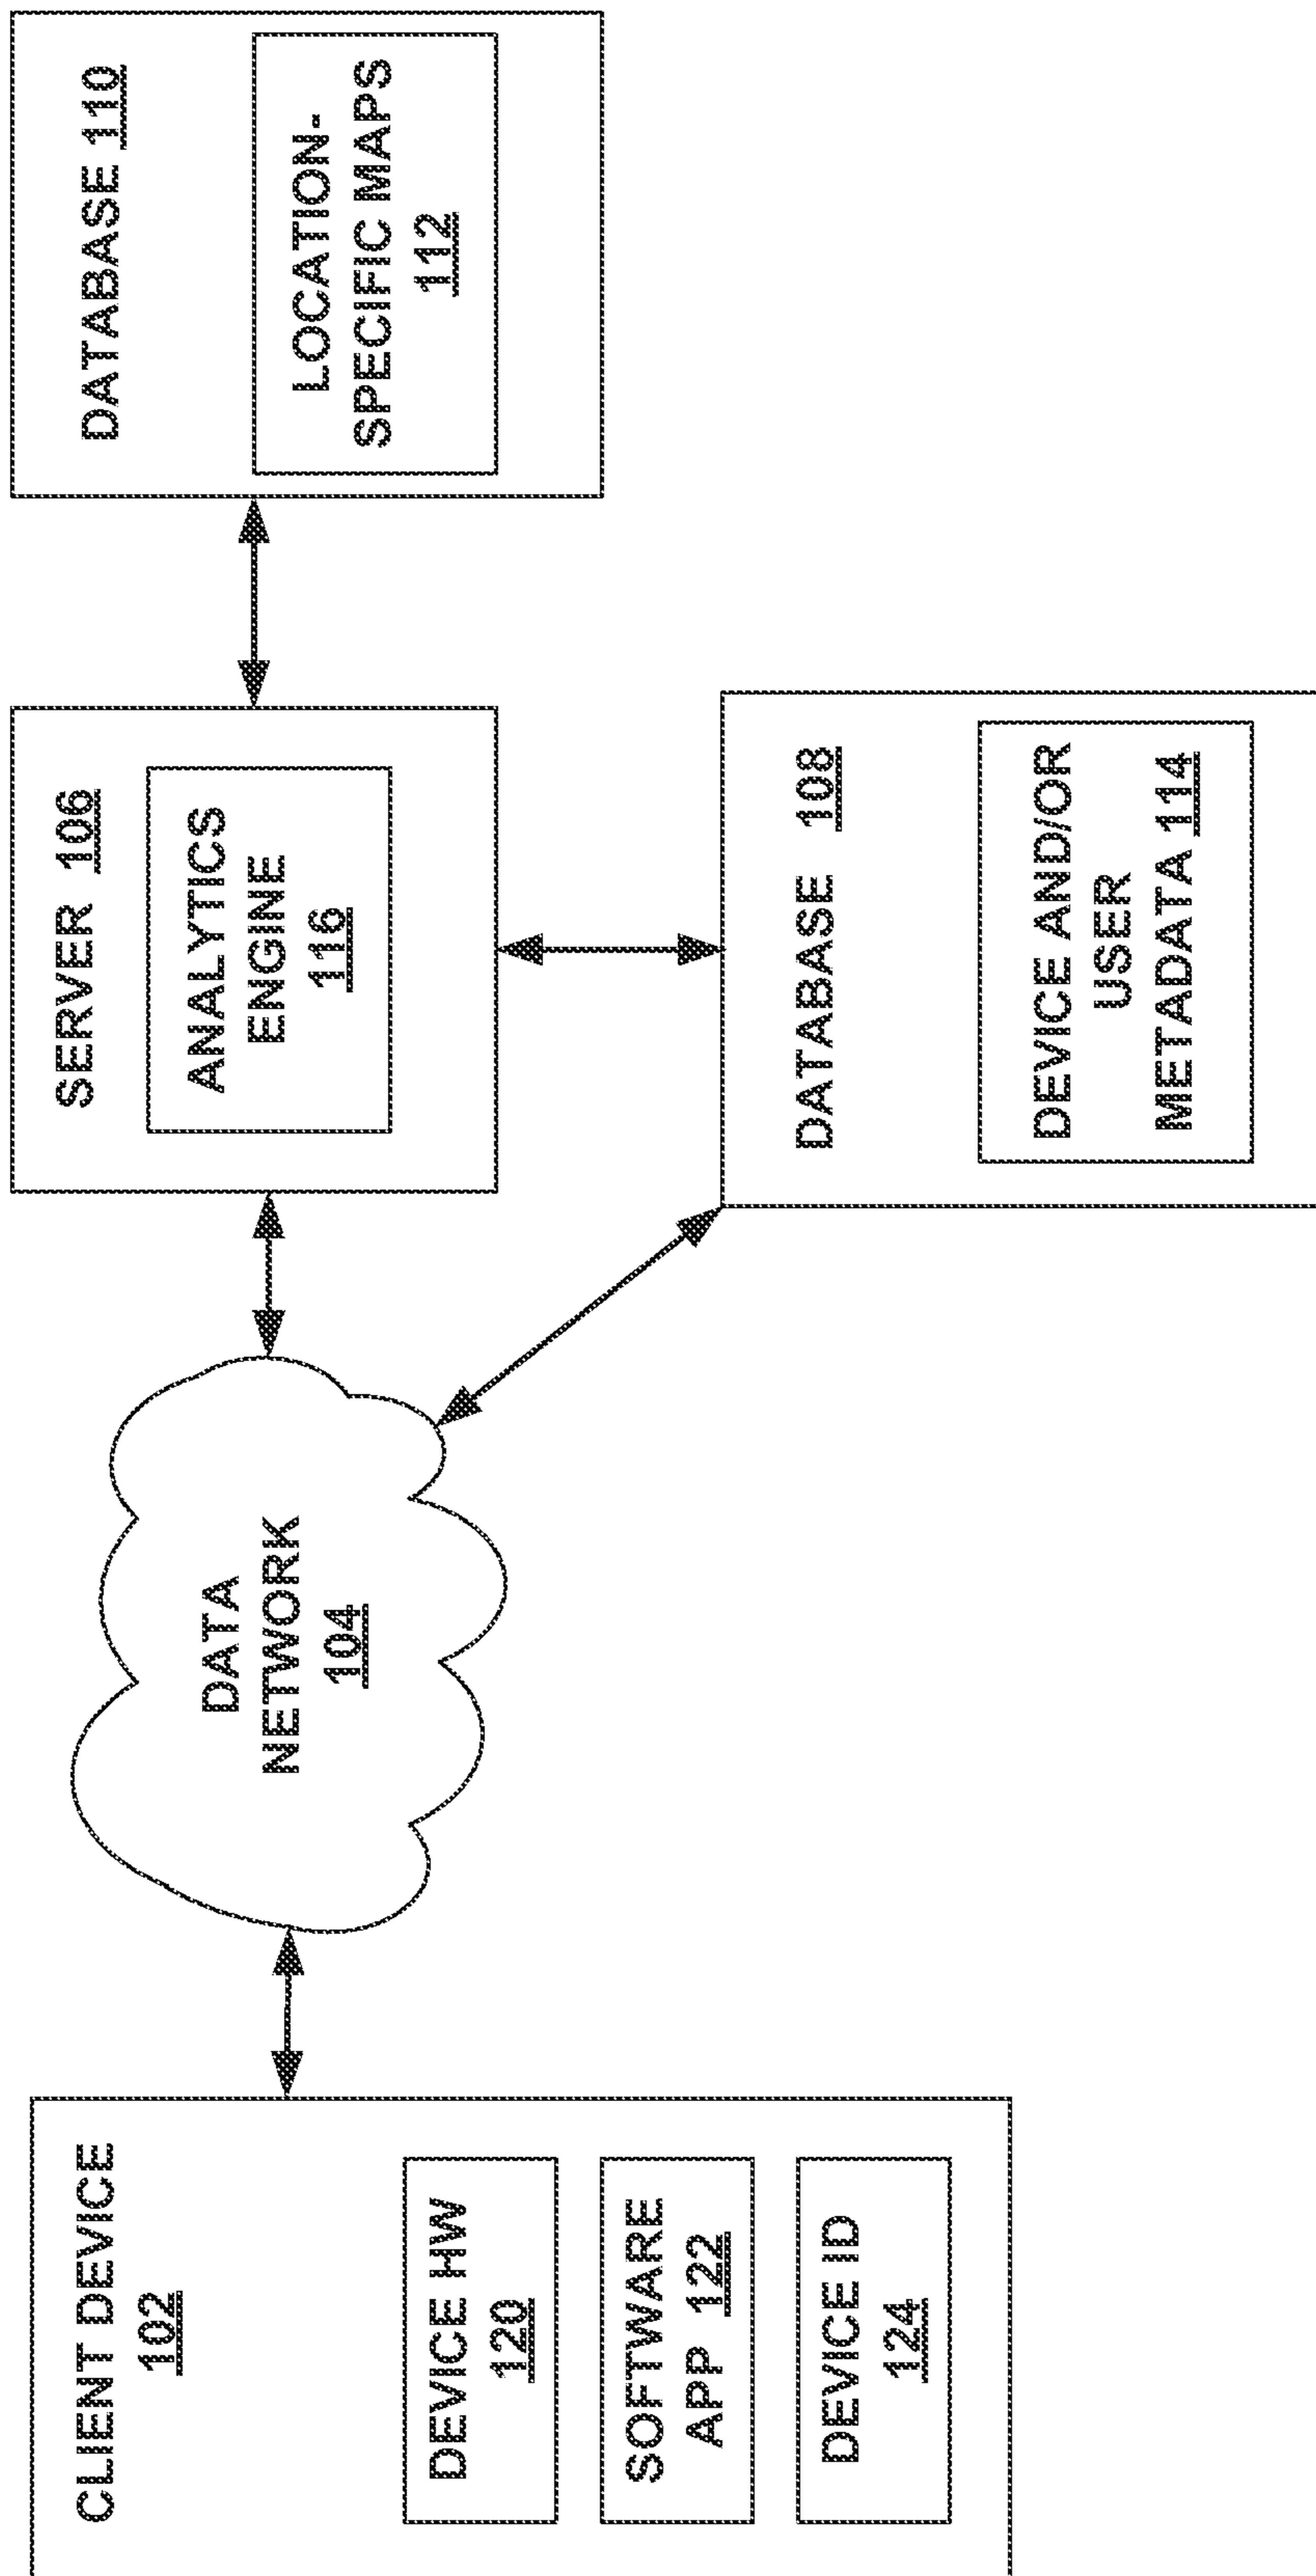 CLIENT DEVICE
102
DEVICE HW
120
SOFTWARE
APP 122
DEVICE ID
124
DATA
NETWORK
104
SERVER 106
ANALYTICS
ENGINE
116
DATABASE 108
DEVICE AND/OR
USER
METADATA 114
DATABASE 110
LOCATION-
SPECIFIC MAPS
112